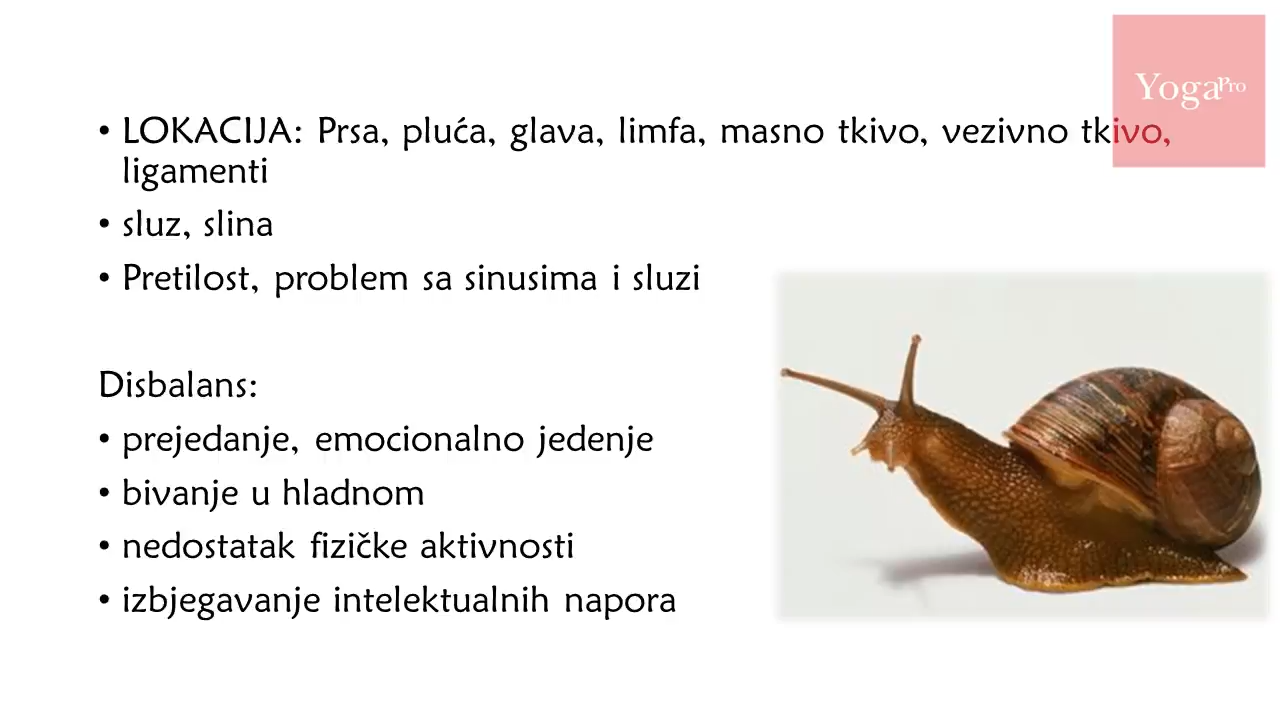 YogaPro
• LOKACIJA: Prsa, pluća, glava, limfa, masno tkivo, vezivno tkivo,
ligamenti
• sluz, slina
• Pretilost, problem sa sinusima i sluzi
Disbalans:
• prejedanje, emocionalno jedenje
• bivanje u hladnom
• nedostatak fizičke aktivnosti
• izbjegavanje intelektualnih napora